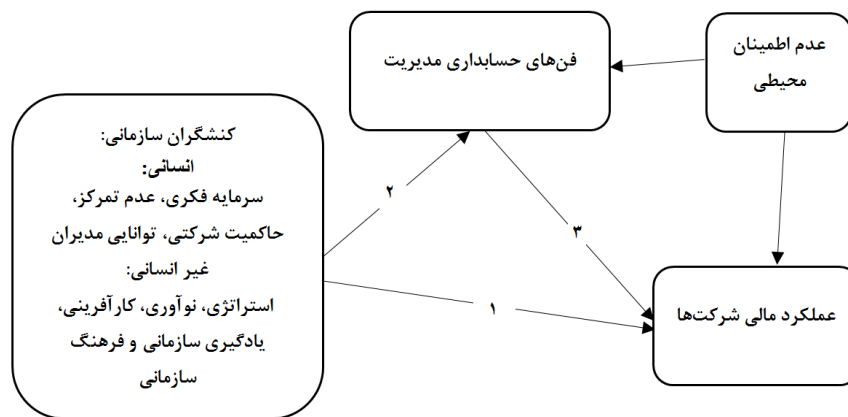 عدم اطمینان
محیطی
فن‌های حسابداری مدیریت
کنشگران سازمانی:
انسانی:
سرمایه فکری، عدم تمرکز،
حاکمیت شرکتی، توانایی مدیران
غیر انسانی:
استراتژی، نوآوری، کارآفرینی،
یادگیری سازمانی و فرهنگ
سازمانی
۲
۳
۱
عملکرد مالی شرکت‌ها